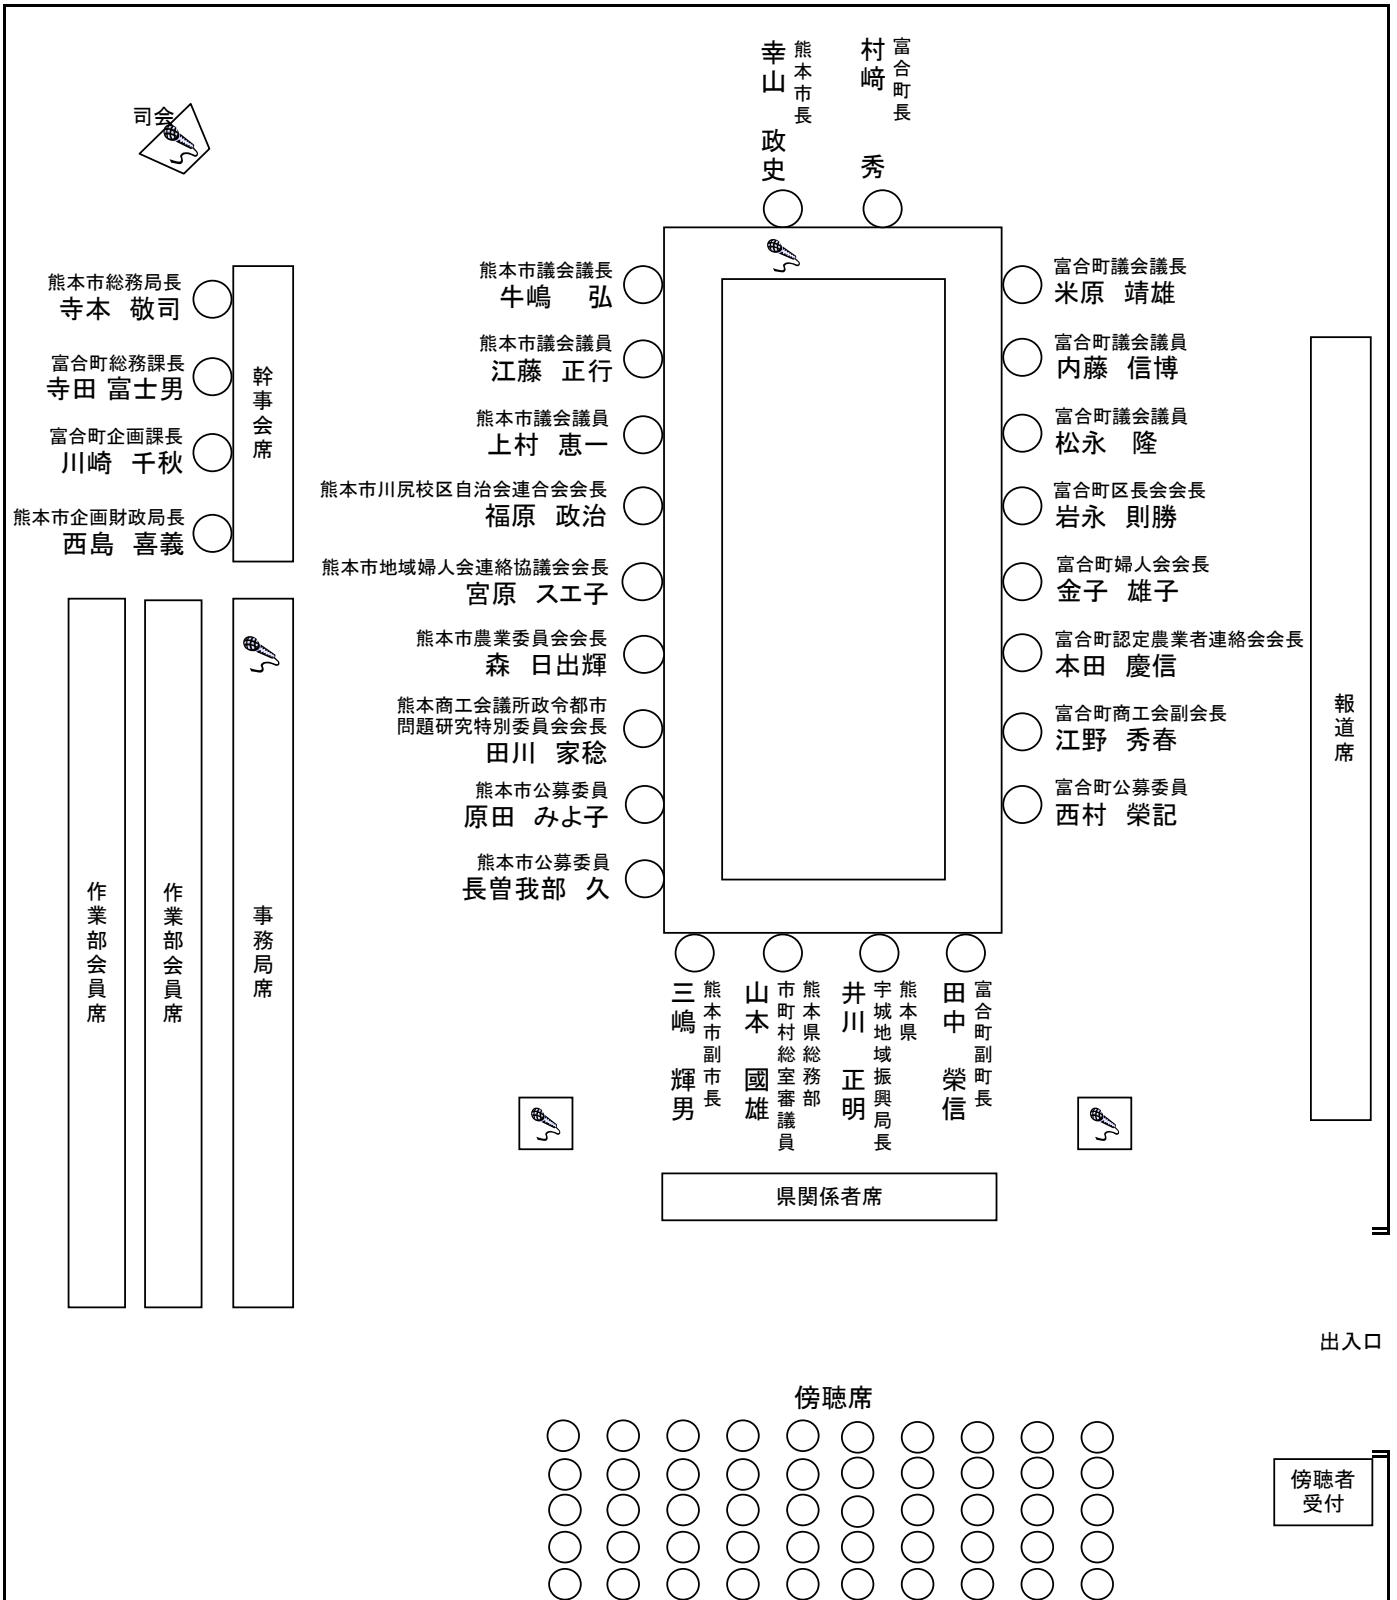 熊本市長
幸山　政史
富合町長
村﨑　秀
司会
熊本市総務局長
寺本　敬司
富合町総務課長
寺田 富士男
富合町企画課長
川崎　千秋
熊本市企画財政局長
西島　喜義
幹事会席
熊本市議会議長
牛嶋　弘
熊本市議会議員
江藤　正行
熊本市議会議員
上村　恵一
熊本市川尻校区自治会連合会会長
福原　政治
熊本市地域婦人会連絡協議会会長
宮原　スエ子
熊本市農業委員会会長
森　日出輝
熊本商工会議所政令都市
問題研究特別委員会会長
田川　家稔
熊本市公募委員
原田　みよ子
熊本市公募委員
長曽我部　久
富合町議会議長
米原　靖雄
富合町議会議員
内藤　信博
富合町議会議員
松永　隆
富合町区長会会長
岩永　則勝
富合町婦人会会長
金子　雄子
富合町認定農業者連絡会会長
本田　慶信
富合町商工会副会長
江野　秀春
富合町公募委員
西村　榮記
報道席
作業部会員席
作業部会員席
事務局席
熊本市副市長
三嶋　輝男
熊本県総務部
市町村総室審議員
山本　國雄
熊本県
宇城地域振興局長
井川　正明
富合町副町長
田中　榮信
県関係者席
出入口
傍聴席
傍聴者
受付